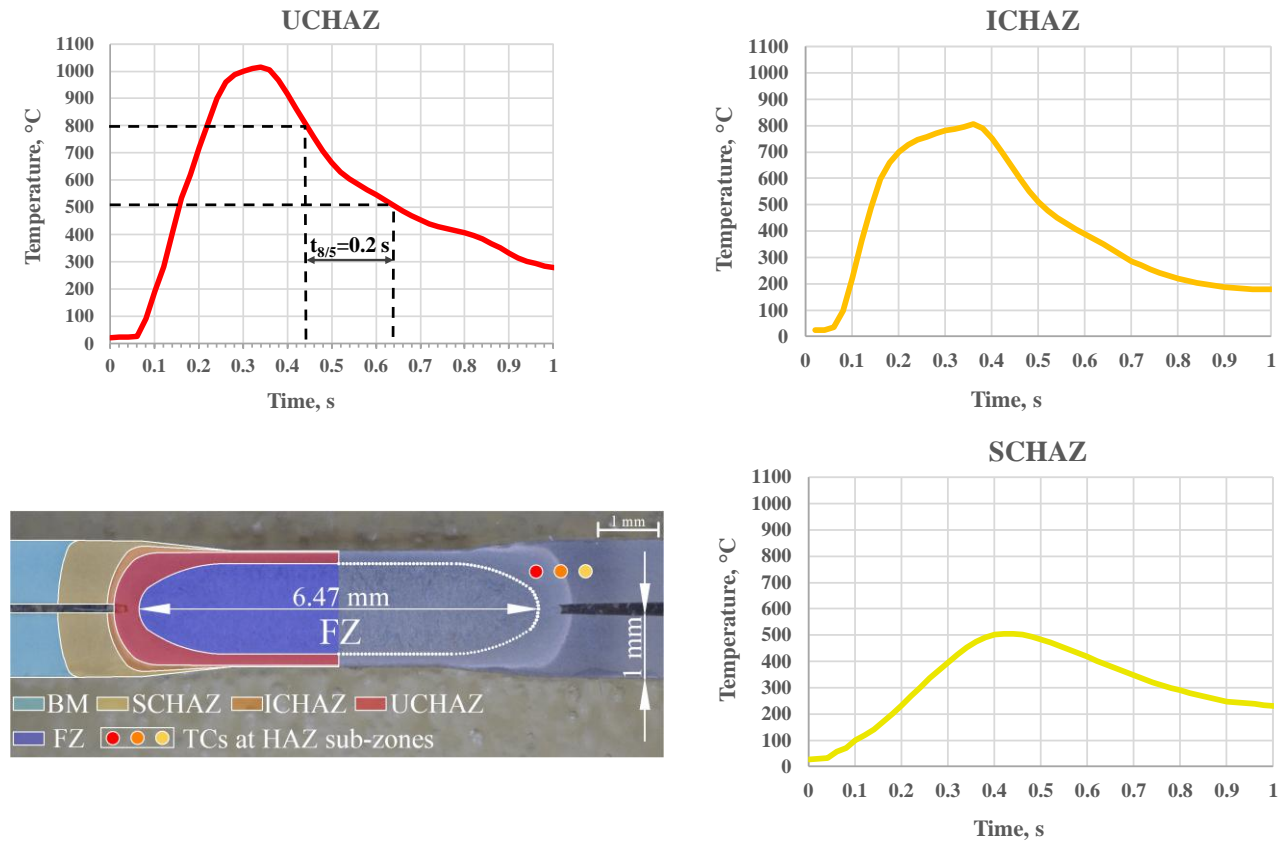 UCHAZ
1100
1000
900
800
700
600
500
400
300
200
100
0
Temperature, °C
t8/5=0.2 s
0 0.1 0.2 0.3 0.4 0.5 0.6 0.7 0.8 0.9 1
Time, s
ICHAZ
1100
1000
900
800
700
600
500
400
300
200
100
0
Temperature, °C
0 0.1 0.2 0.3 0.4 0.5 0.6 0.7 0.8 0.9 1
Time, s
1 mm
6.47 mm
FZ
1 mm
BM SCHAZ ICHAZ UCHAZ
FZ TCs at HAZ sub-zones
SCHAZ
1100
1000
900
800
700
600
500
400
300
200
100
0
Temperature, °C
0 0.1 0.2 0.3 0.4 0.5 0.6 0.7 0.8 0.9 1
Time, s